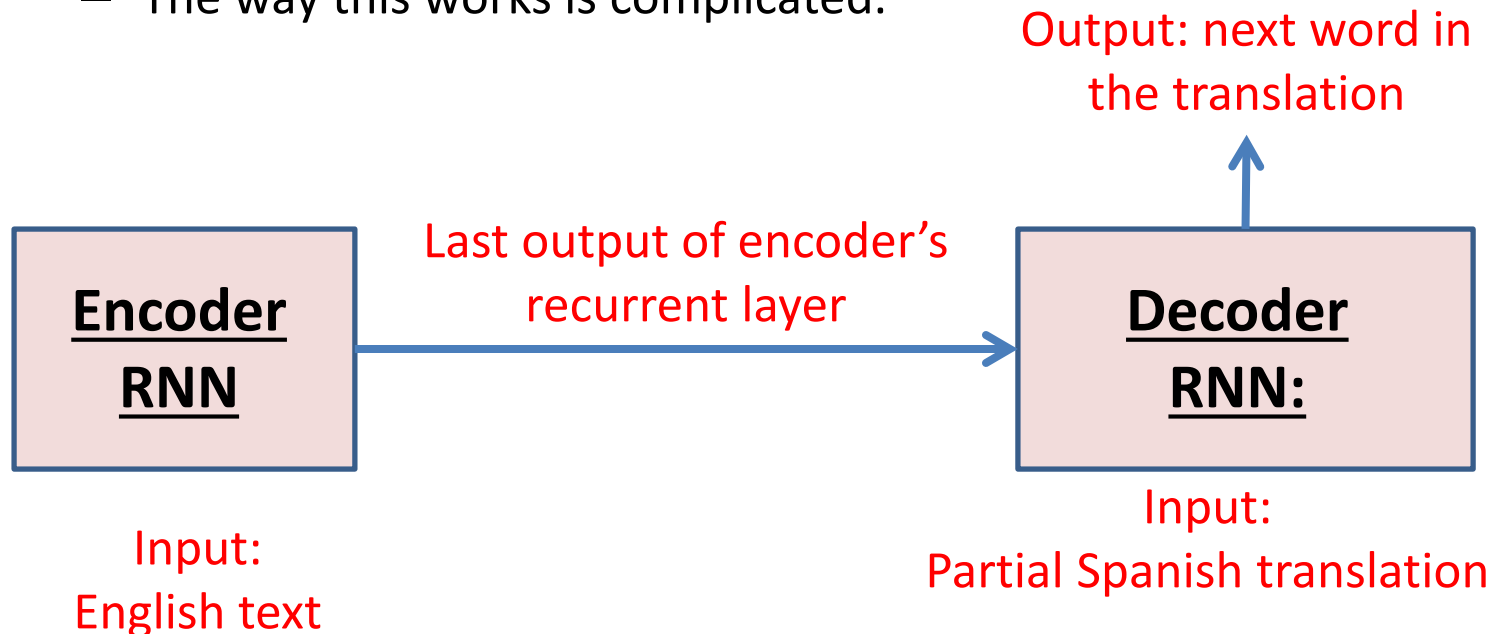 – The way this works is complicated.
Output: next word in
the translation
Last output of encoder’s
recurrent layer
Encoder
RNN
Decoder
RNN:
Input:
English text
Input:
Partial Spanish translation